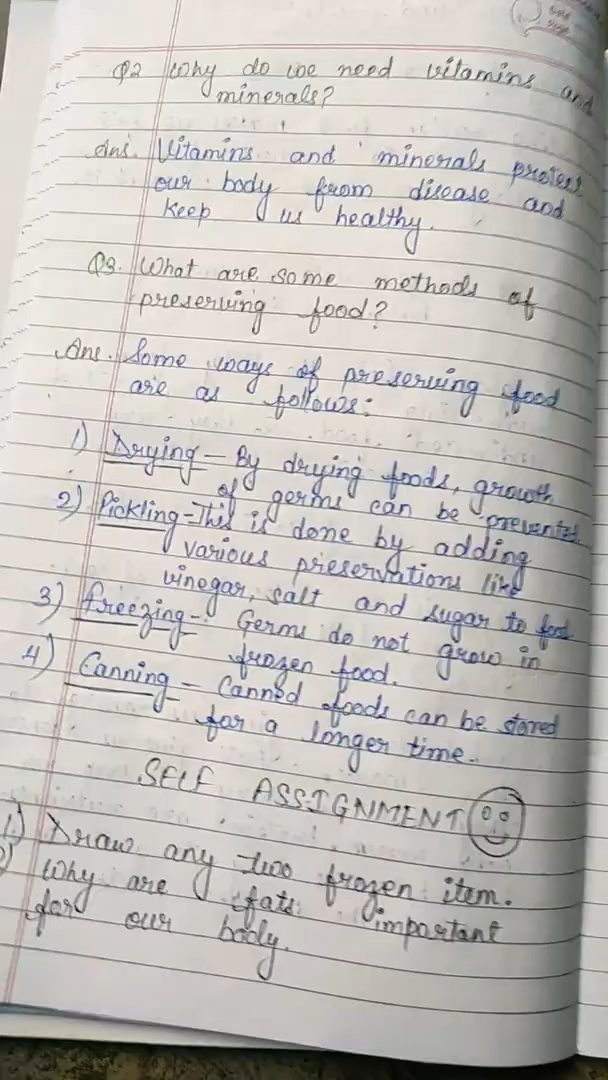 Q2 Why do we need vitamins and
minerals?
Ans. Vitamins and minerals protect
our body from disease and
keep us healthy.
Q3. What are some methods of
preserving food?
Ans. Some ways of preserving food
are as follows:
1) Drying - By drying foods, growth
of germs can be prevented
2) Pickling - This is done by adding
various preservations like
vinegar, salt and sugar to food
3) freezing - Germs do not grow in
frozen food.
4) Canning - Canned foods can be stored
for a longer time.
SELF ASSIGNMENT
1) Draw any two frozen item.
2) Why are fats important
for our body.